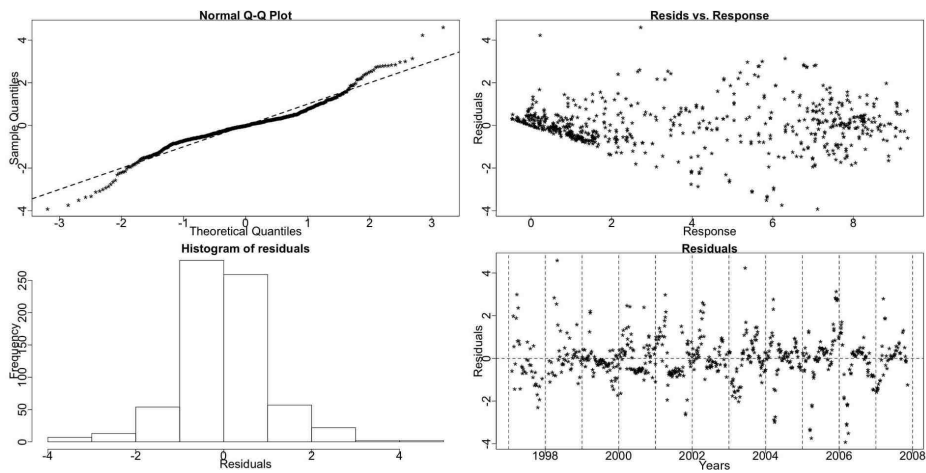 Normal Q-Q Plot
Sample Quantiles
-4 -2 0 2 4
-3 -2 -1 0 1 2 3
Theoretical Quantiles
Resids vs. Response
Residuals
-4 -2 0 2 4
0 2 4 6 8
Response
Histogram of residuals
Frequency
0 50 100 150 200 250
-4 -2 0 2 4
Residuals
Residuals
Residuals
-4 -2 0 2 4
1998 2000 2002 2004 2006 2008
Years